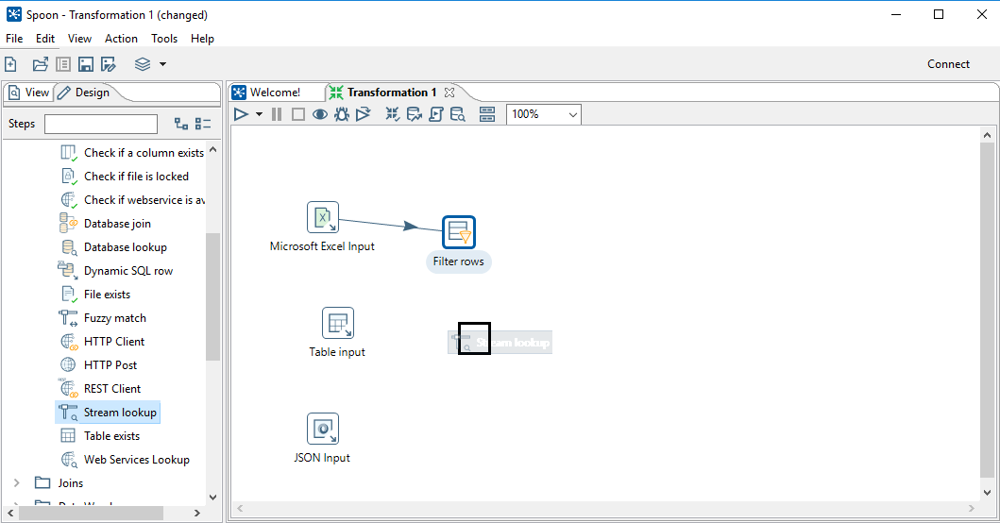 Spoon - Transformation 1 (changed)
File Edit View Action Tools Help
Connect
View Design
Welcome! Transformation 1
Steps
100%
Check if a column exists
Check if file is locked
Check if webservice is av
Database join
Database lookup
Dynamic SQL row
File exists
Fuzzy match
HTTP Client
HTTP Post
REST Client
Stream lookup
Table exists
Web Services Lookup
Joins
Microsoft Excel Input
Filter rows
Table input
Stream lookup
JSON Input